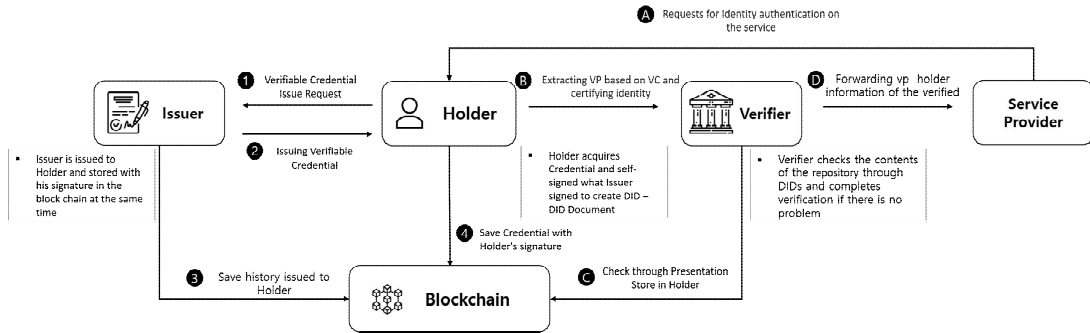 A Requests for identity authentication on
the service
1 Verifiable Credential
Issue Request
B Extracting VP based on VC and
certifying identity
D Forwarding vp holder
information of the verified
Issuer
Holder
Verifier
Service
Provider
2 Issuing Verifiable
Credential
▪ Issuer is issued to
Holder and stored with
his signature in the
block chain at the same
time
▪ Holder acquires
Credential and self-
signed what Issuer
signed to create DID –
DID Document
▪ Verifier checks the contents
of the repository through
DIDs and completes
verification if there is no
problem
4 Save Credential with
Holder's signature
3 Save history issued to
Holder
C Check through Presentation
Store in Holder
Blockchain